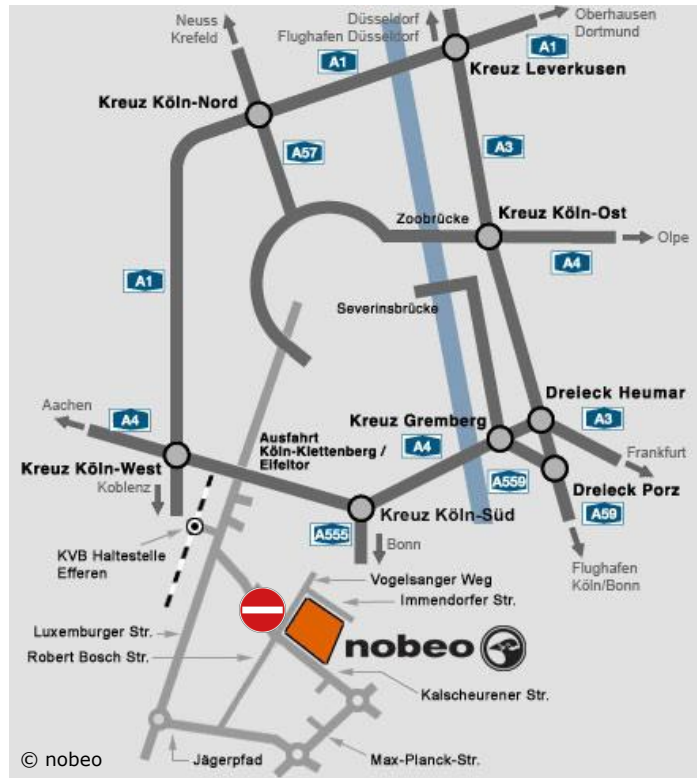 Neuss
Krefeld
Düsseldorf
Flughafen Düsseldorf
Oberhausen
Dortmund
A1
A1
Kreuz Leverkusen
Kreuz Köln-Nord
A57
A3
Zoobrücke
Kreuz Köln-Ost
Olpe
A4
A1
Severinsbrücke
Aachen
A4
Dreieck Heumar
A3
Kreuz Gremberg
A4
Ausfahrt
Köln-Klettenberg /
Eifeltor
Frankfurt
Kreuz Köln-West
Koblenz
A559
Dreieck Porz
A59
Kreuz Köln-Süd
A555
Bonn
KVB Haltestelle
Efferen
Flughafen
Köln/Bonn
Vogelsanger Weg
Immendorfer Str.
Luxemburger Str.
nobeo
Robert Bosch Str.
Kalscheurener Str.
© nobeo
Jägerpfad
Max-Planck-Str.